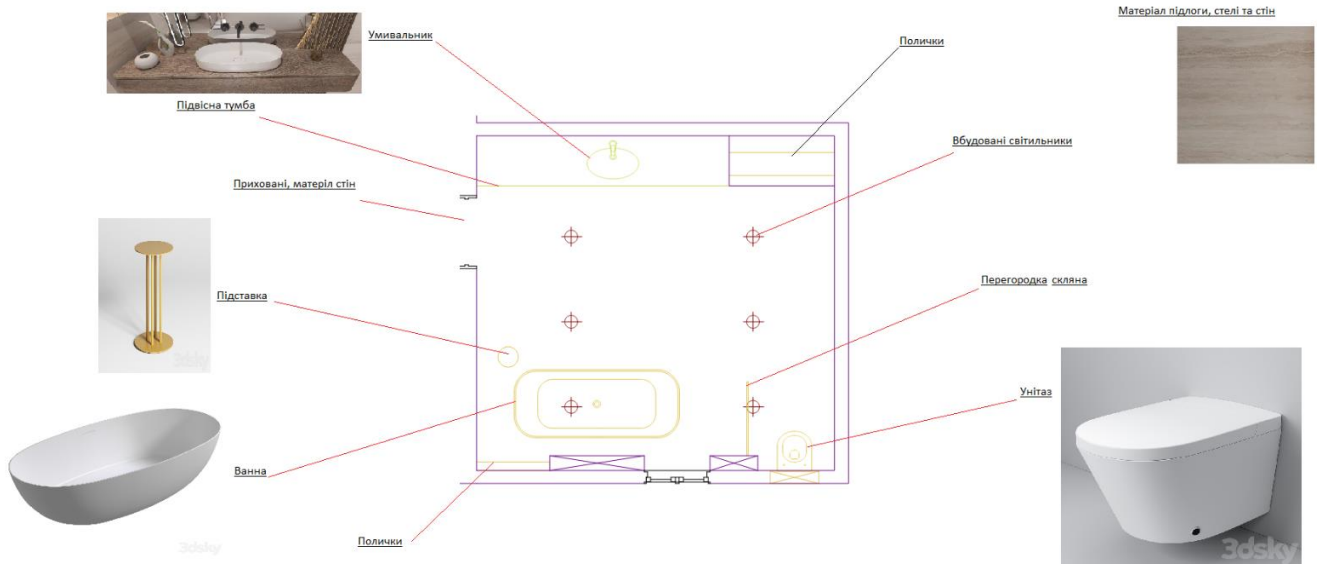 Матеріал підлоги, стелі та стін
Умивальник
Полички
Підвісна тумба
Вбудовані світильники
Приховані, матеріл стін
Перегородка скляна
Підставка
3dsky
Унітаз
Ванна
3dsky
Полички
3dsky